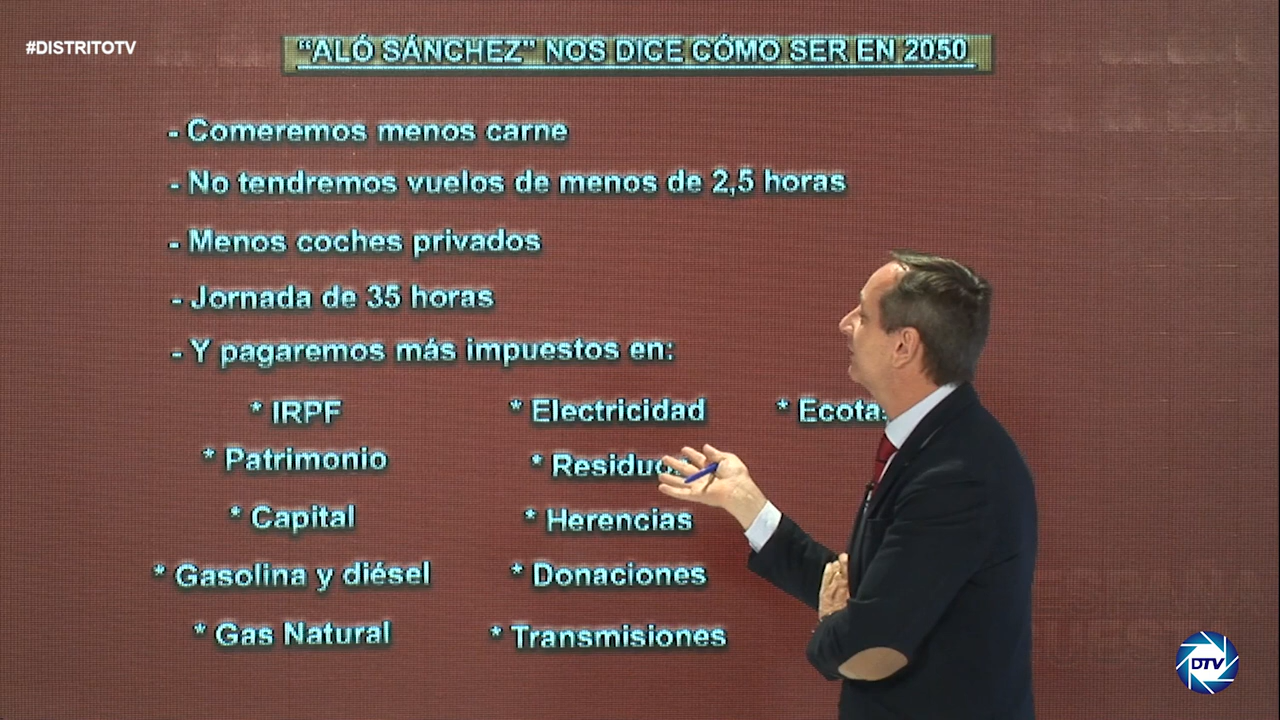 #DISTRITOTV
“ALÓ SÁNCHEZ” NOS DICE CÓMO SER EN 2050
- Comeremos menos carne
- No tendremos vuelos de menos de 2,5 horas
- Menos coches privados
- Jornada de 35 horas
- Y pagaremos más impuestos en:
* IRPF * Electricidad *
* Patrimonio *
* Capital * Herencias
* Gasolina y diésel * Donaciones
* Gas Natural * Transmisiones
DTV